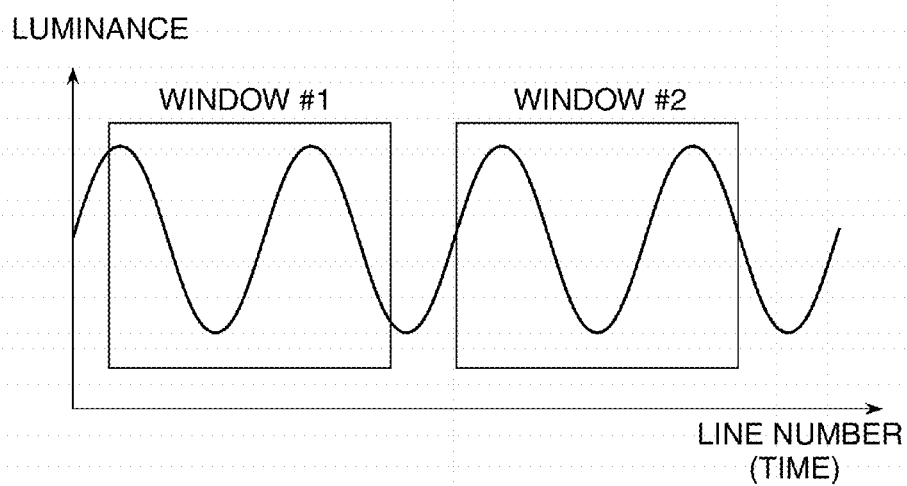 LUMINANCE
WINDOW #1
WINDOW #2
LINE NUMBER
(TIME)